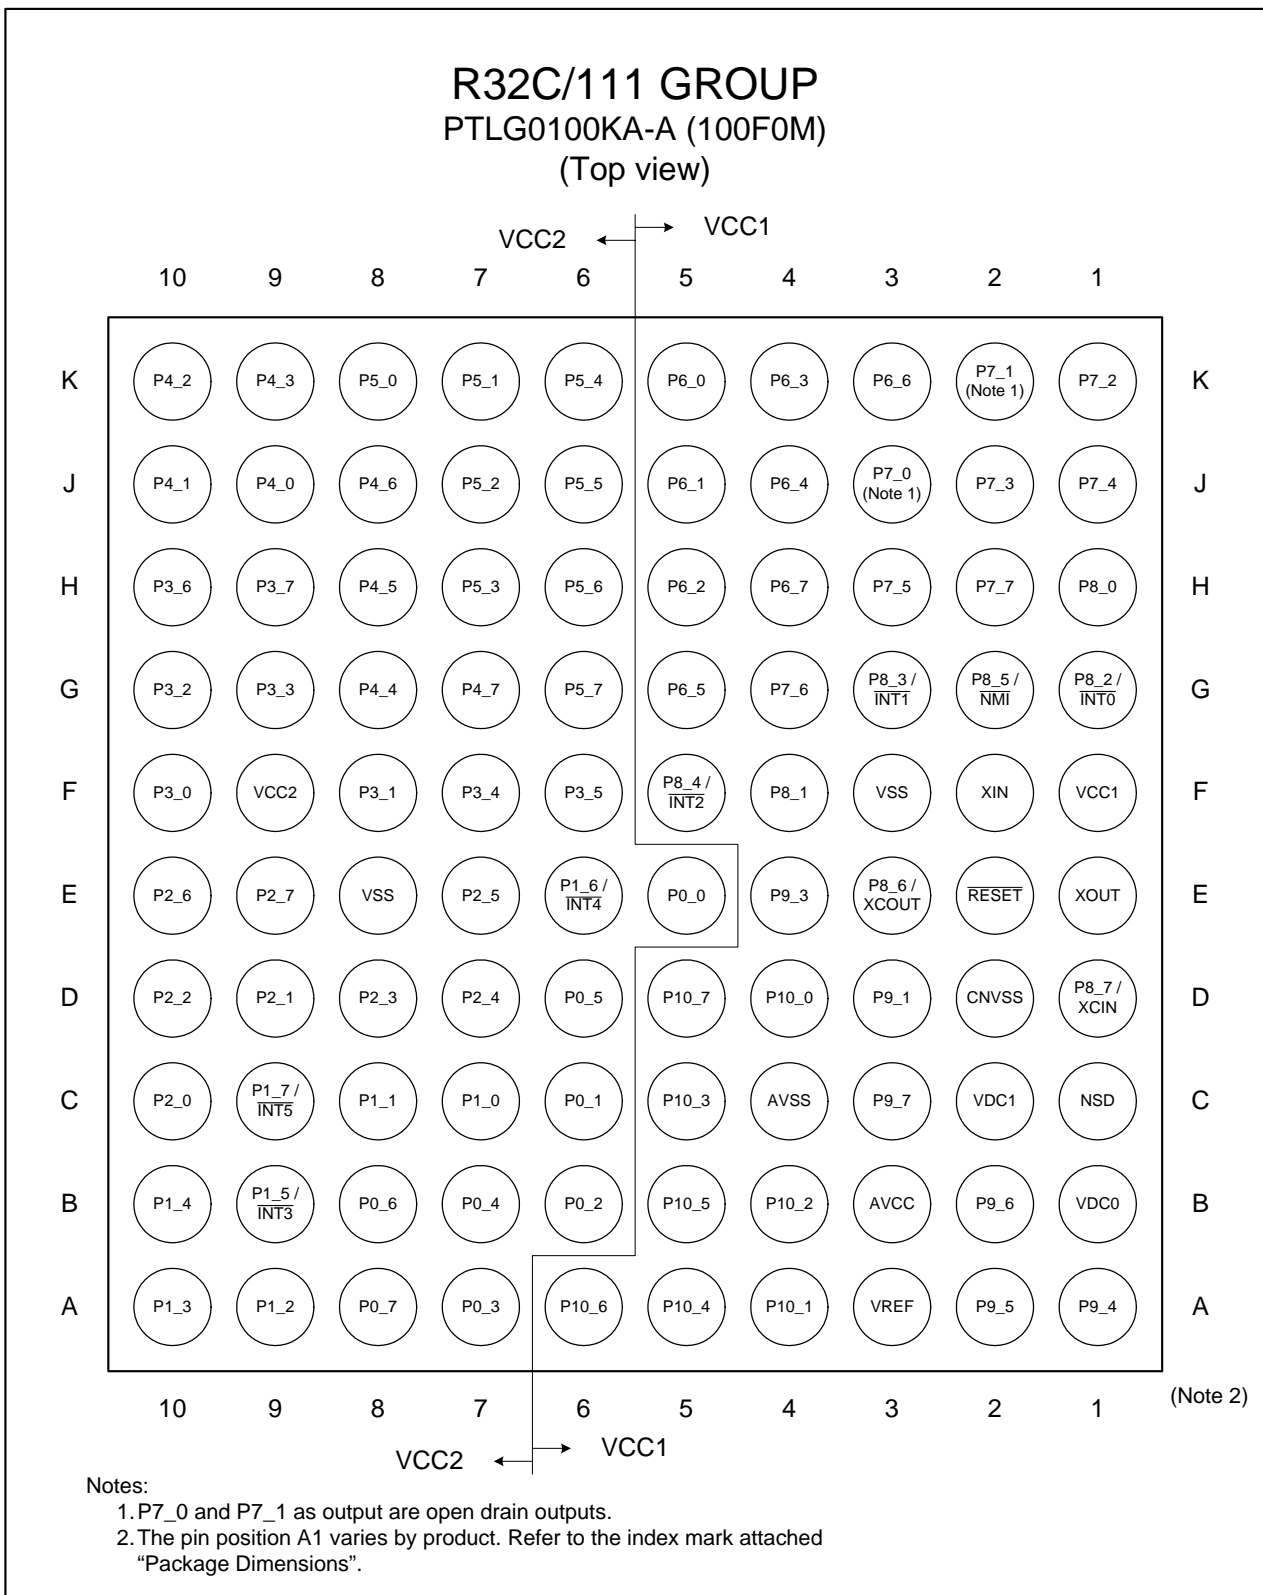 R32C/111 GROUP
PTLG0100KA-A (100F0M)
(Top view)
VCC2 VCC1
10 9 8 7 6 5 4 3 2 1
K P4_2 P4_3 P5_0 P5_1 P5_4 P6_0 P6_3 P6_6 P7_1 (Note 1) P7_2 K
J P4_1 P4_0 P4_6 P5_2 P5_5 P6_1 P6_4 P7_0 (Note 1) P7_3 P7_4 J
H P3_6 P3_7 P4_5 P5_3 P5_6 P6_2 P6_7 P7_5 P7_7 P8_0 H
G P3_2 P3_3 P4_4 P4_7 P5_7 P6_5 P7_6 P8_3 / INT1 P8_5 / NMI P8_2 / INT0 G
F P3_0 VCC2 P3_1 P3_4 P3_5 P8_4 / INT2 P8_1 VSS XIN VCC1 F
E P2_6 P2_7 VSS P2_5 P1_6 / INT4 P0_0 P9_3 P8_6 / XCOUT RESET XOUT E
D P2_2 P2_1 P2_3 P2_4 P0_5 P10_7 P10_0 P9_1 CNVSS P8_7 / XCIN D
C P2_0 P1_7 / INT5 P1_1 P1_0 P0_1 P10_3 AVSS P9_7 VDC1 NSD C
B P1_4 P1_5 / INT3 P0_6 P0_4 P0_2 P10_5 P10_2 AVCC P9_6 VDC0 B
A P1_3 P1_2 P0_7 P0_3 P10_6 P10_4 P10_1 VREF P9_5 P9_4 A
10 9 8 7 6 5 4 3 2 1 (Note 2)
VCC2 VCC1
Notes:
1. P7_0 and P7_1 as output are open drain outputs.
2. The pin position A1 varies by product. Refer to the index mark attached
“Package Dimensions”.